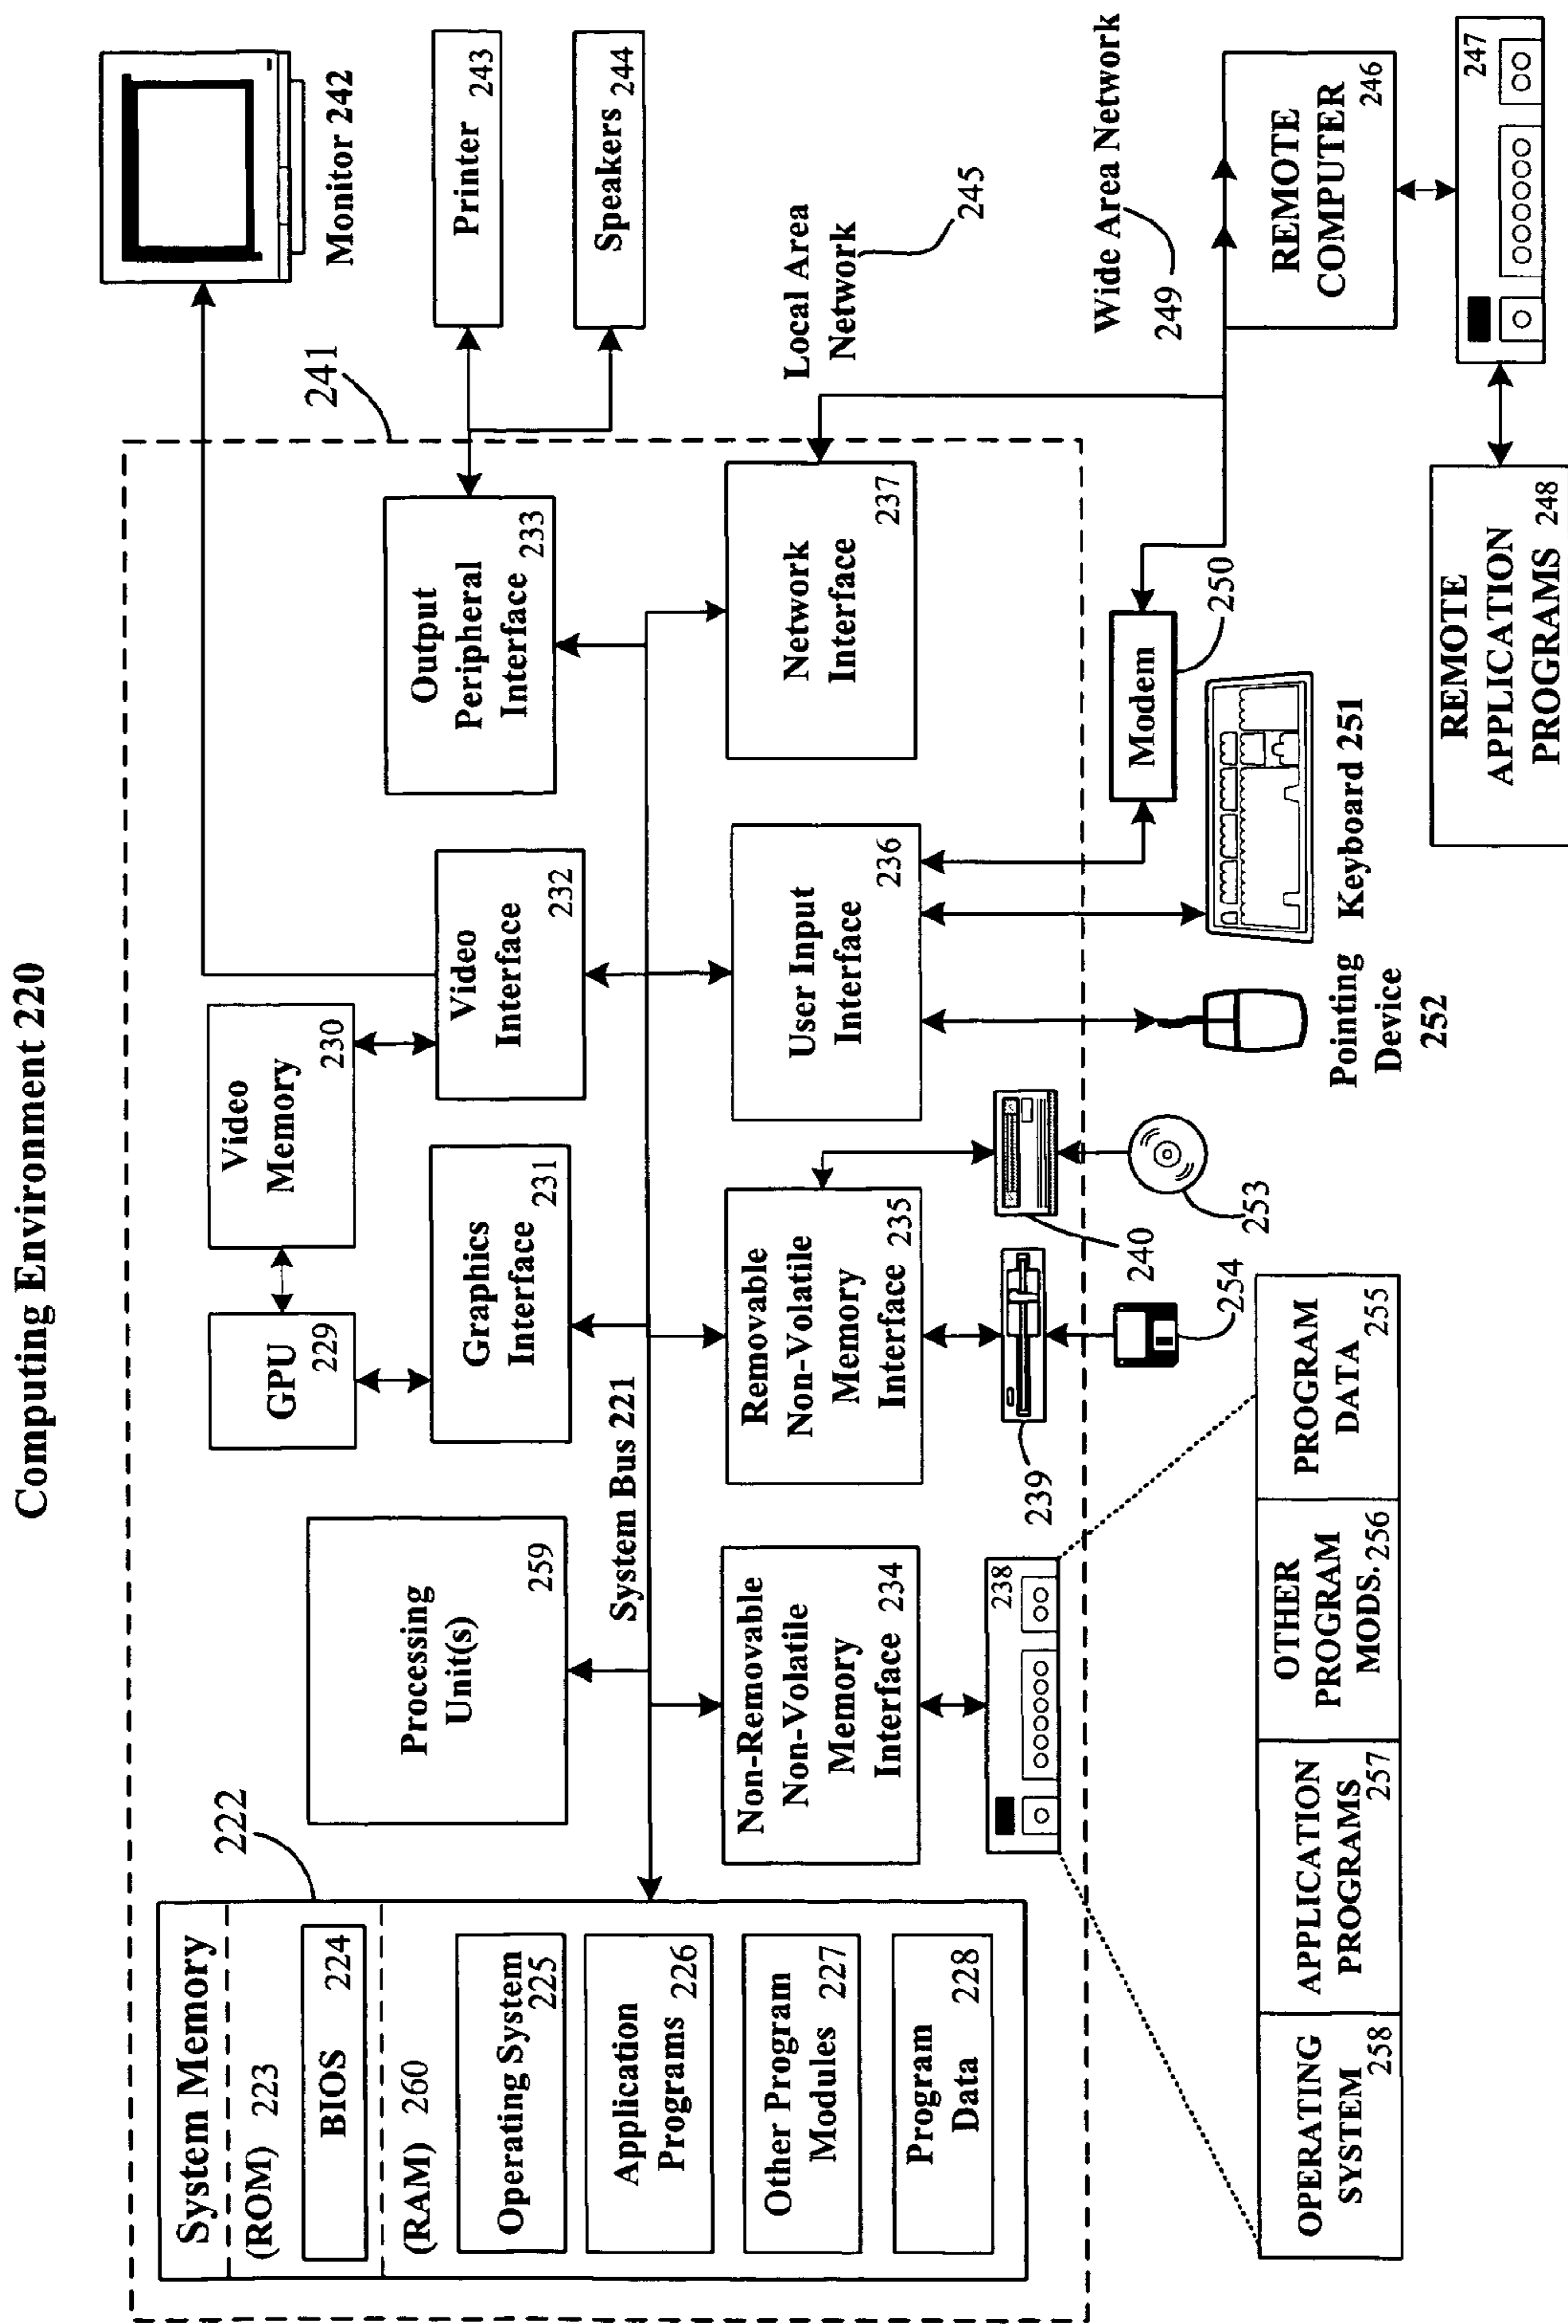 Computing Environment 220
System Memory
222
(ROM) 223
BIOS 224
(RAM) 260
Operating System
225
Application
Programs 226
Other Program
Modules 227
Program
Data 228
Processing
Unit(s)
259
GPU
229
Video
Memory
230
Graphics
Interface
231
Video
Interface
232
Output
Peripheral
Interface
233
241
Monitor 242
Printer
243
Speakers
244
System Bus 221
Non-Removable
Non-Volatile
Memory
Interface 234
Removable
Non-Volatile
Memory
Interface 235
User Input
Interface
236
Network
Interface
237
Local Area
Network
245
238
239
240
254
253
Pointing
Device
252
Keyboard 251
Modem
250
Wide Area Network
249
REMOTE
COMPUTER
246
247
REMOTE
APPLICATION
PROGRAMS 248
OPERATING
SYSTEM
258
APPLICATION
PROGRAMS
257
OTHER
PROGRAM
MODS. 256
PROGRAM
DATA
255